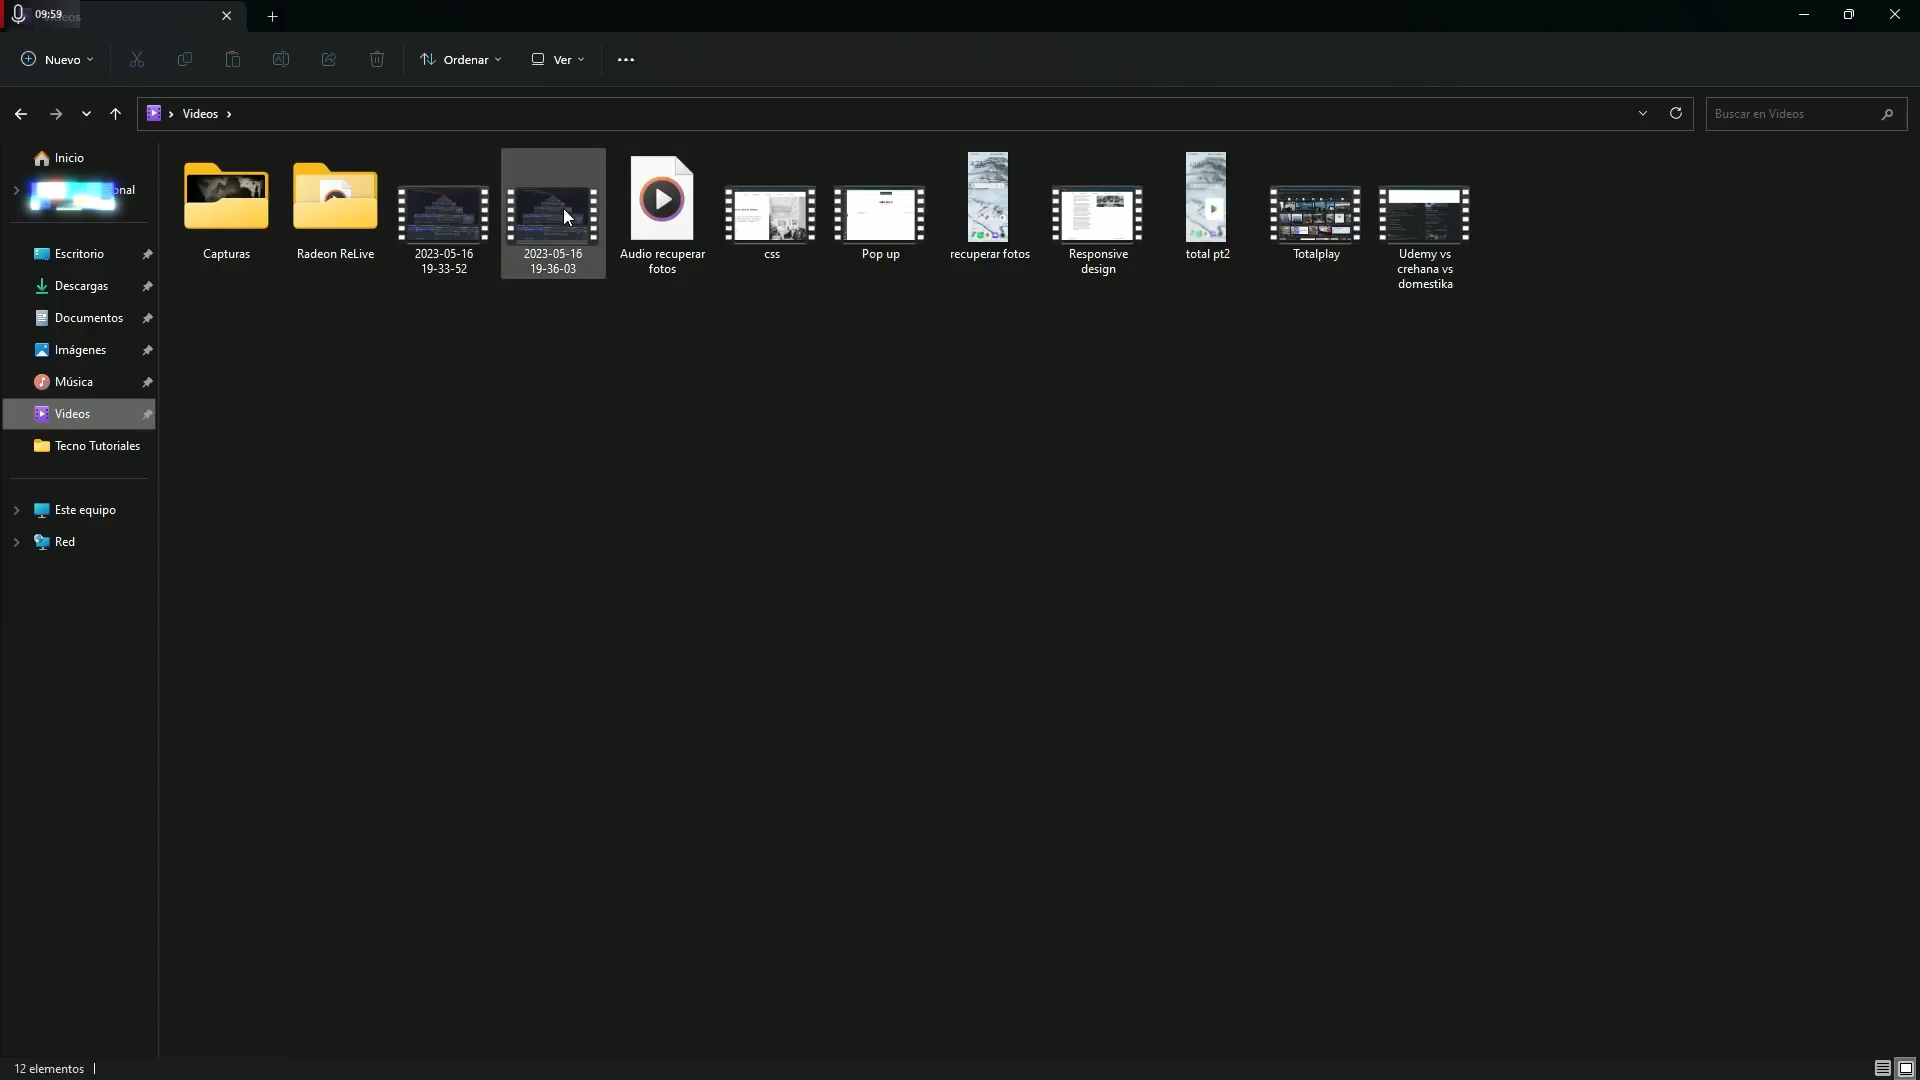 09:59
Nuevo
Ordenar
Ver
Videos
Buscar en Videos
Inicio
onal
Escritorio
Descargas
Documentos
Imágenes
Música
Videos
Tecno Tutoriales
Este equipo
Red
Capturas
Radeon ReLive
2023-05-16
19-33-52
2023-05-16
19-36-03
Audio recuperar
fotos
css
Pop up
recuperar fotos
Responsive
design
total pt2
Totalplay
Udemy vs
crehana vs
domestika
12 elementos